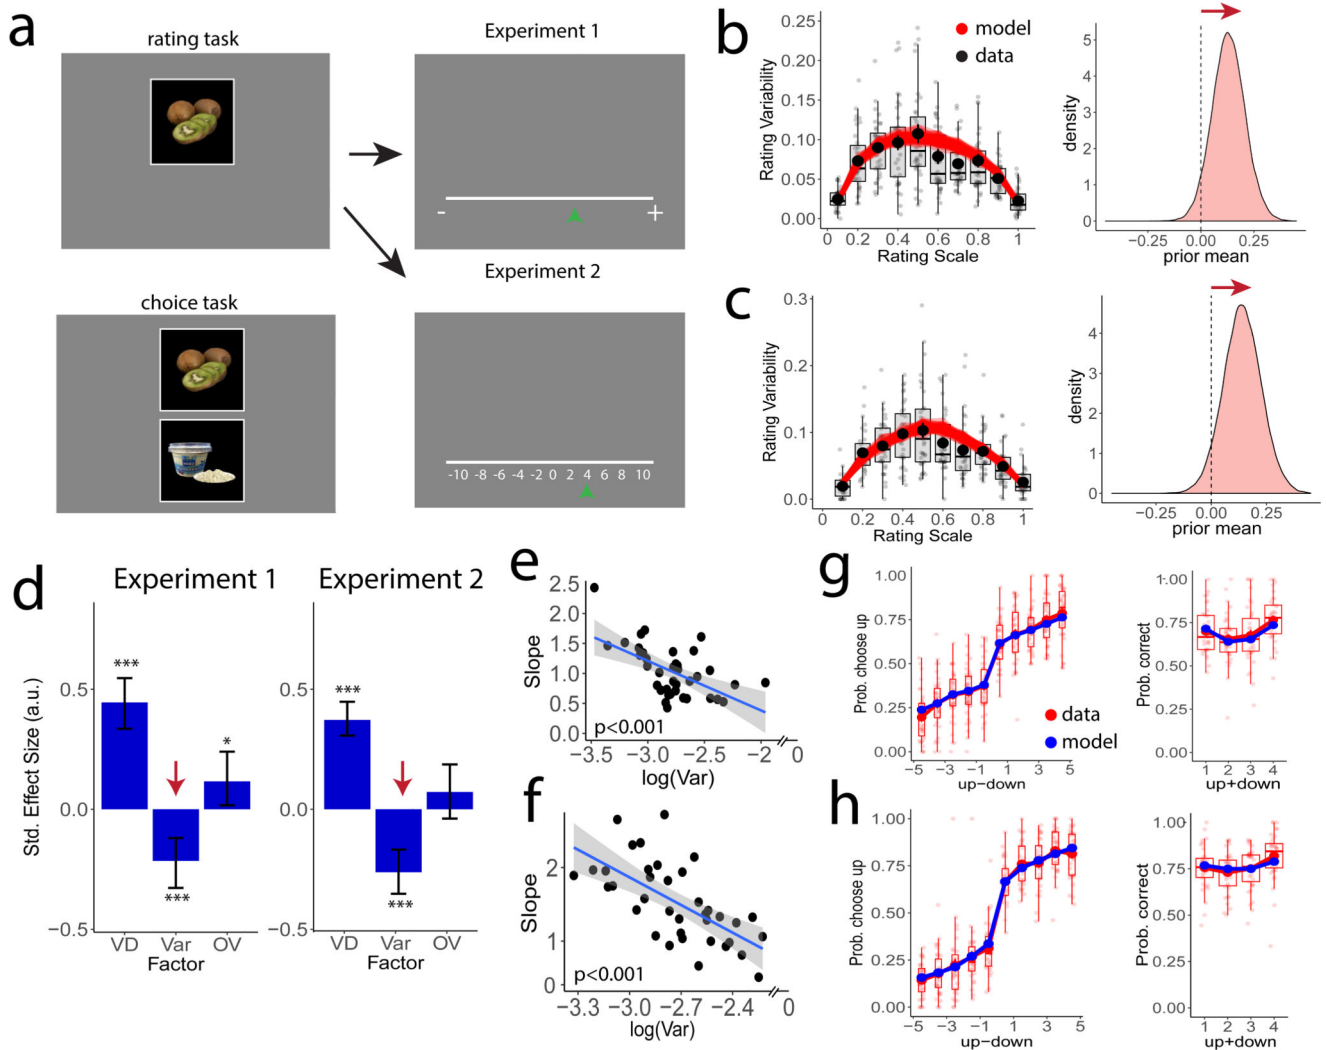 a
rating task
Experiment 1
-
+
Experiment 2
choice task
-10 -8 -6 -4 -2 0 2 4 6 8 10
b
model
data
Rating Variability
0.25
0.20
0.15
0.10
0.05
0.00
0 0.2 0.4 0.6 0.8 1
Rating Scale
density
5
4
3
2
1
0
−0.25 0.00 0.25
prior mean
c
Rating Variability
0.3
0.2
0.1
0.0
0 0.2 0.4 0.6 0.8 1
Rating Scale
density
4
3
2
1
0
−0.25 0.00 0.25
prior mean
d
Experiment 1
Experiment 2
Std. Effect Size (a.u.)
0.5
0.0
−0.5
***
***
*
VD Var OV
Factor
0.5
0.0
−0.5
***
***
VD Var OV
Factor
e
Slope
2.5
2.0
1.5
1.0
0.5
0.0
p<0.001
−3.5 −3.0 −2.5 −2 0
log(Var)
f
Slope
2
1
0
p<0.001
−3.3 −3.0 −2.7 −2.4 0
log(Var)
g
Prob. choose up
1.00
0.75
0.50
0.25
0.00
data
model
−5 −3 −1 1 3 5
up−down
Prob. correct
1.00
0.75
0.50
0.25
0.00
1 2 3 4
up+down
h
Prob. choose up
1.00
0.75
0.50
0.25
0.00
−5 −3 −1 1 3 5
up−down
Prob. correct
1.00
0.75
0.50
0.25
0.00
1 2 3 4
up+down